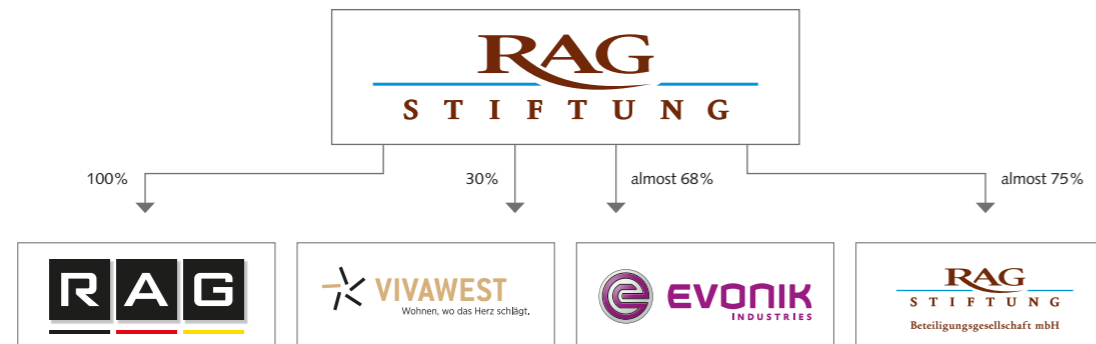 RAG
STIFTUNG
100%
30%
almost 68%
almost 75%
RAG
VIVAWEST
Wohnen, wo das Herz schlägt.
EVONIK
INDUSTRIES
RAG
STIFTUNG
Beteiligungsgesellschaft mbH